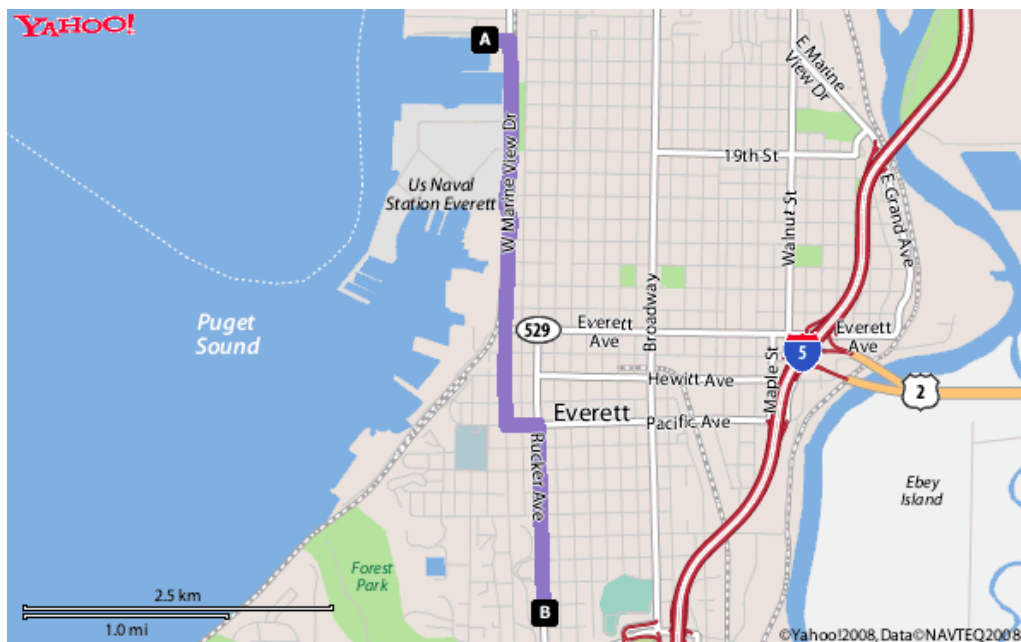 YAHOO!
A
E Marine
View Dr
W Marine View Dr
19th St
Us Naval
Station Everett
E Grand Ave
Walnut St
Broadway
Puget
Sound
529
Everett
Ave
Everett
Ave
5
Maple St
Hewitt Ave
2
Everett
Pacific Ave
Rucker Ave
Ebey
Island
Forest
Park
2.5 km
1.0 mi
B
©Yahoo!2008, Data©NAVTEQ2008